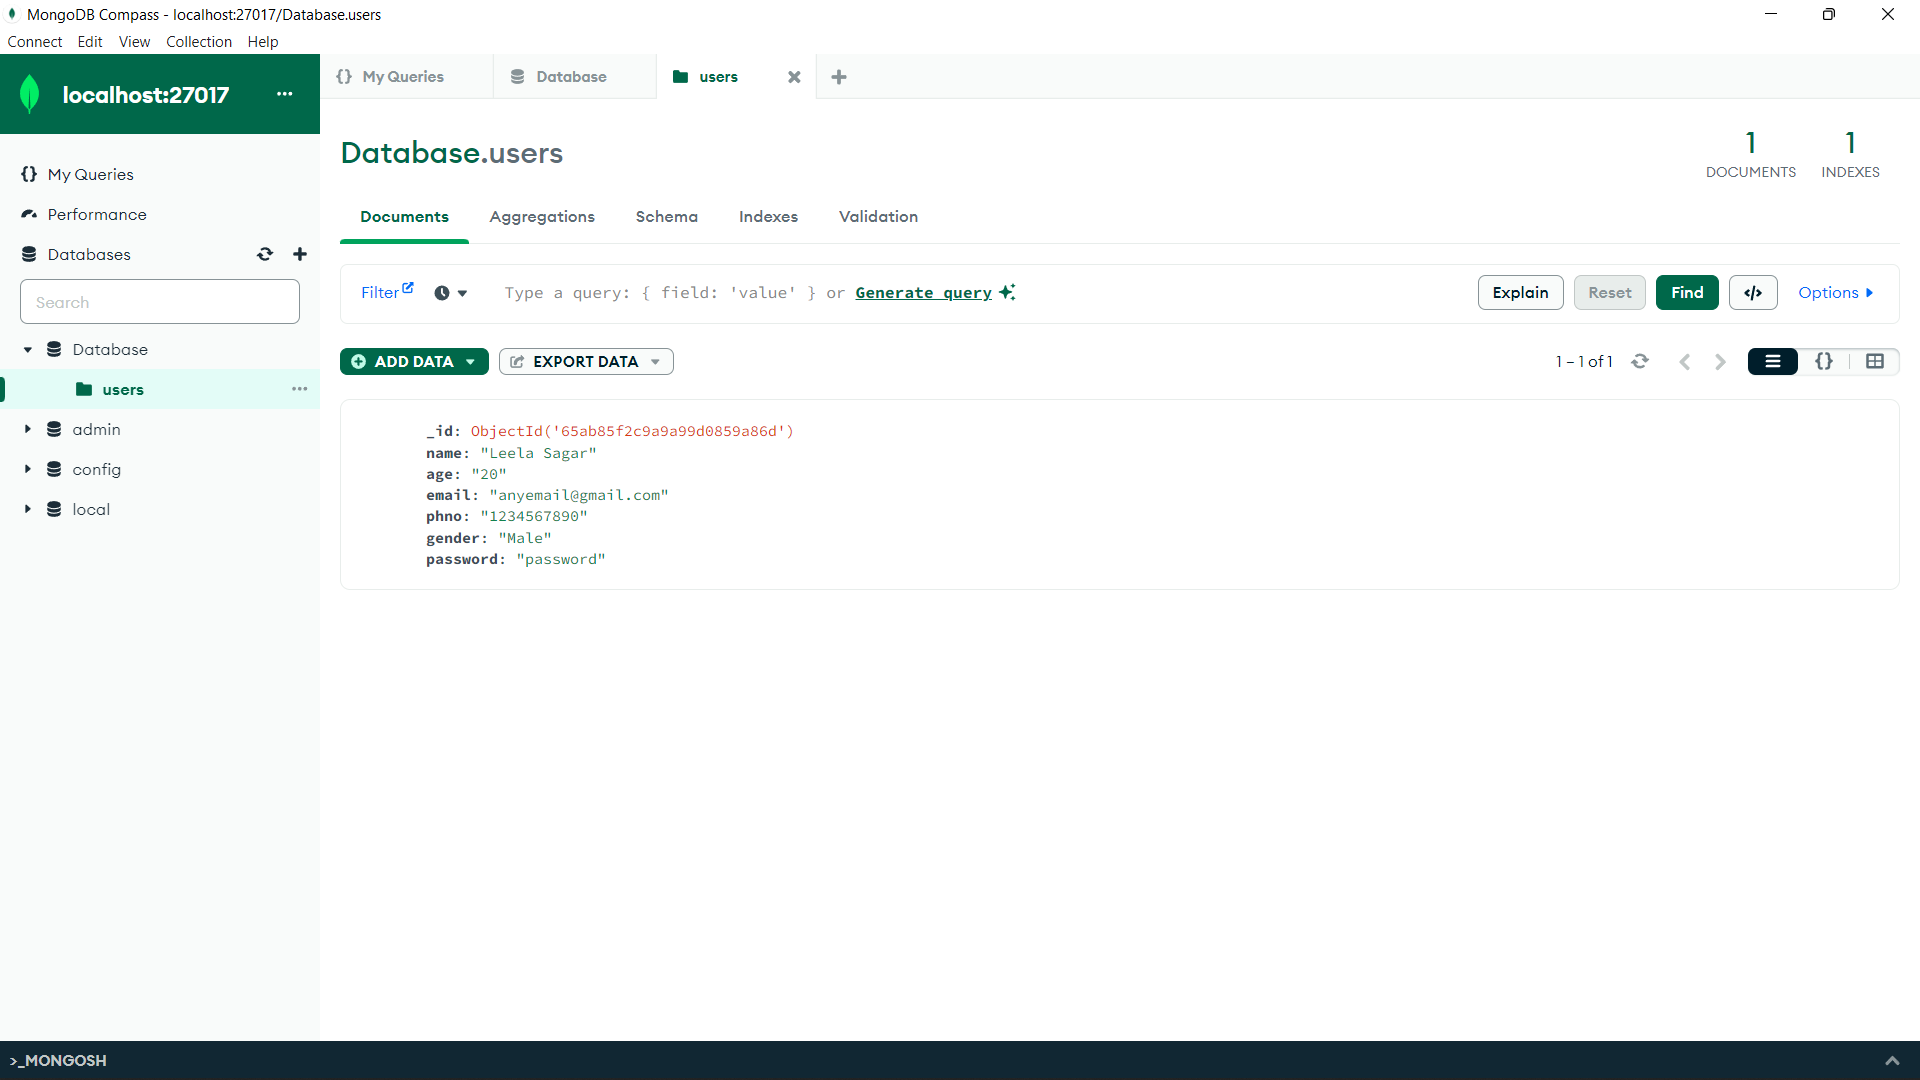 MongoDB Compass - localhost:27017/Database.users
Connect Edit View Collection Help
localhost:27017 ...
{} My Queries
Database
users
My Queries
Performance
Databases
Search
Database
users
admin
config
local
Database.users
1 DOCUMENTS
1 INDEXES
Documents Aggregations Schema Indexes Validation
Filter Type a query: { field: 'value' } or Generate query Explain Reset Find </> Options
ADD DATA EXPORT DATA 1 – 1 of 1 {}
_id: ObjectId('65ab85f2c9a9a99d0859a86d')
name: "Leela Sagar"
age: "20"
email: "anyemail@gmail.com"
phno: "1234567890"
gender: "Male"
password: "password"
>_MONGOSH